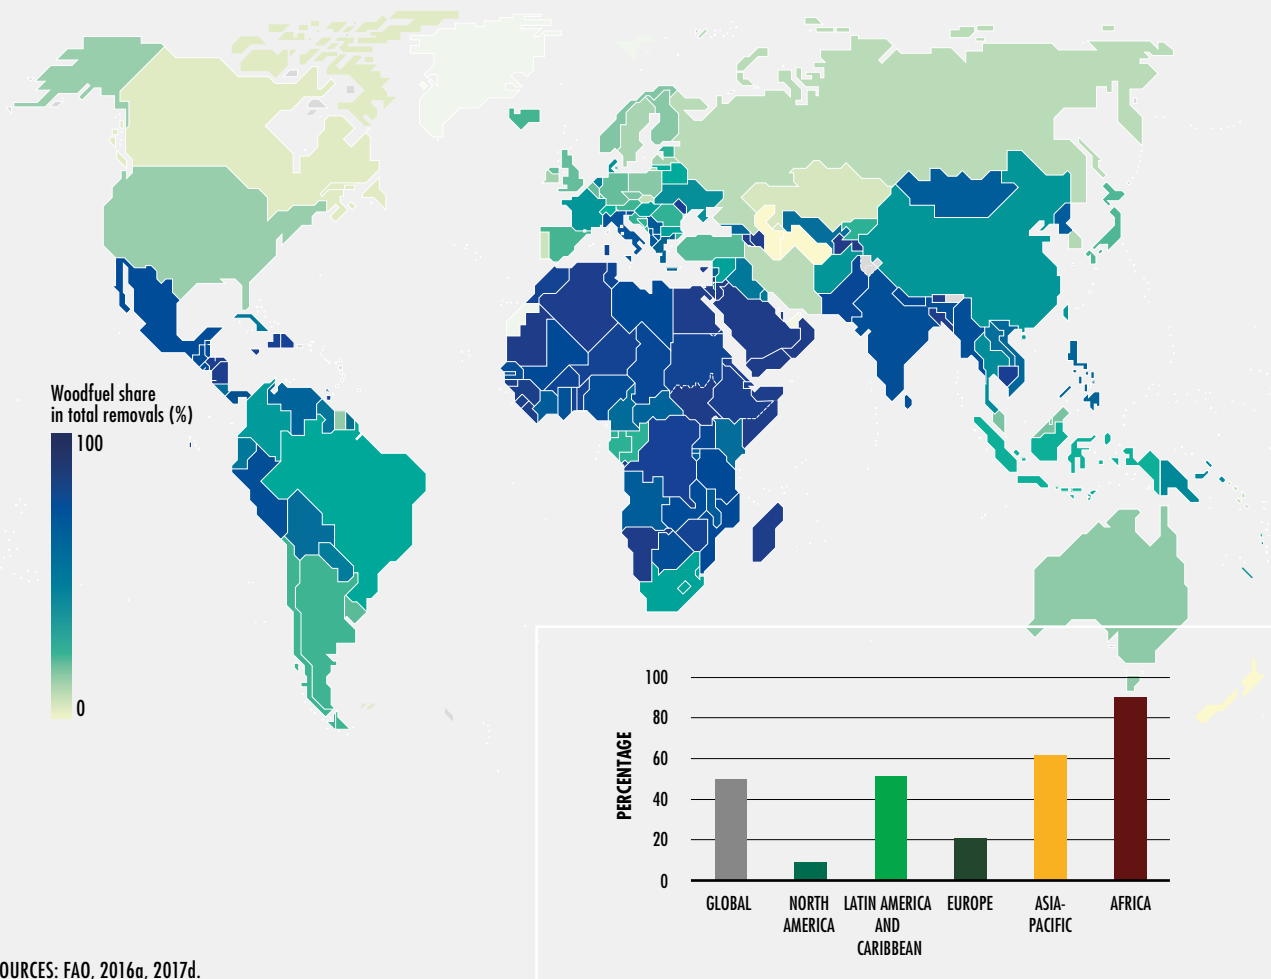 Woodfuel share
in total removals (%)
100
0
PERCENTAGE
100
80
60
40
20
0
GLOBAL
NORTH
AMERICA
LATIN AMERICA
AND
CARIBBEAN
EUROPE
ASIA-
PACIFIC
AFRICA
OURCES: FAO, 2016a, 2017d.